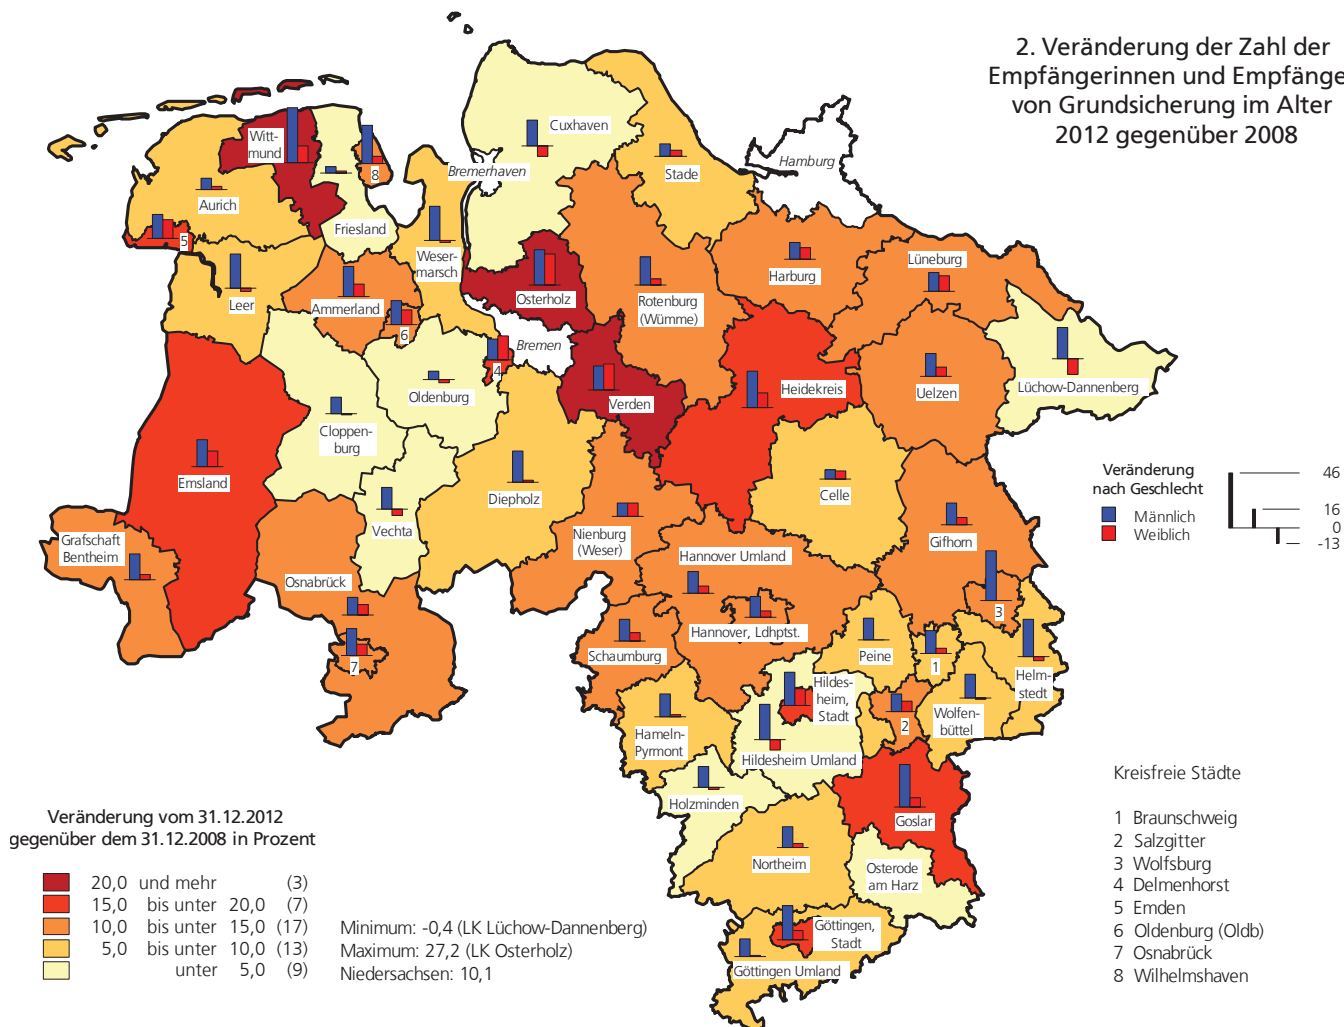 2. Veränderung der Zahl der
Empfängerinnen und Empfänge
von Grundsicherung im Alter
2012 gegenüber 2008
Cuxhaven
Witt-
mund
Hamburg
Bremerhaven
Stade
8
Aurich
Friesland
5
Weser-
marsch
Harburg
Lüneburg
Leer
Osterholz
Rotenburg
(Wümme)
Ammerland
6
Bremen
4
Oldenburg
Verden
Heidekreis
Uelzen
Lüchow-Dannenberg
Cloppen-
burg
Emsland
Diepholz
Celle
Vechta
Nienburg
(Weser)
Gifhorn
Grafschaft
Bentheim
Hannover Umland
Osnabrück
3
Hannover, Ldhptst.
Schaumburg
Peine
1
7
Helm-
stedt
Hildes-
heim,
Stadt
Wolfen-
büttel
2
Hameln-
Pyrmont
Hildesheim Umland
Holzminden
Goslar
Northeim
Osterode
am Harz
Göttingen,
Stadt
Göttingen Umland
Veränderung
nach Geschlecht
Männlich
Weiblich
46
16
0
-13
Kreisfreie Städte
1 Braunschweig
2 Salzgitter
3 Wolfsburg
4 Delmenhorst
5 Emden
6 Oldenburg (Oldb)
7 Osnabrück
8 Wilhelmshaven
Veränderung vom 31.12.2012
gegenüber dem 31.12.2008 in Prozent
20,0 und mehr (3)
15,0 bis unter 20,0 (7)
10,0 bis unter 15,0 (17)
5,0 bis unter 10,0 (13)
unter 5,0 (9)
Minimum: -0,4 (LK Lüchow-Dannenberg)
Maximum: 27,2 (LK Osterholz)
Niedersachsen: 10,1